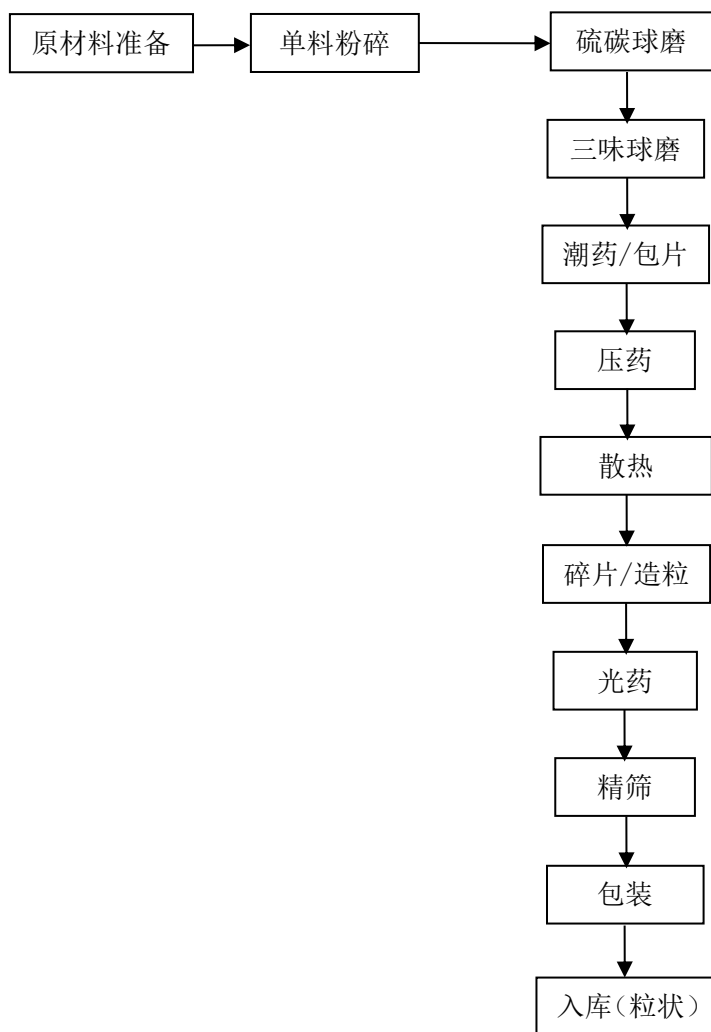 原材料准备
单料粉碎
硫碳球磨
三味球磨
潮药/包片
压药
散热
碎片/造粒
光药
精筛
包装
入库(粒状)